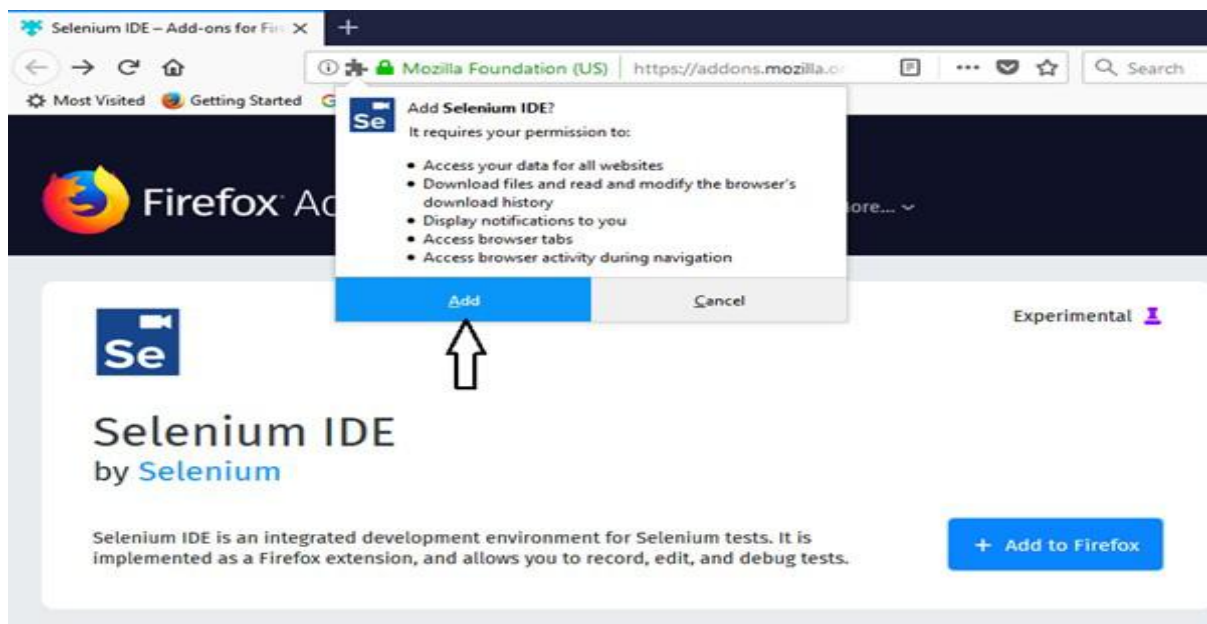 Selenium IDE – Add-ons for Fir
Mozilla Foundation (US) https://addons.mozilla.or Search
Most Visited Getting Started G
Se
Add Selenium IDE?
It requires your permission to:
Access your data for all websites
Download files and read and modify the browser's
download history
Display notifications to you
Access browser tabs
Access browser activity during navigation
Firefox Ad
ore...
Add Cancel
Experimental
Se
Selenium IDE
by Selenium
Selenium IDE is an integrated development environment for Selenium tests. It is
implemented as a Firefox extension, and allows you to record, edit, and debug tests.
+ Add to Firefox